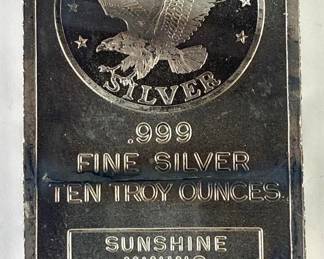 SILVER
.999
FINE SILVER
TEN TROY OUNCES
SUNSHINE